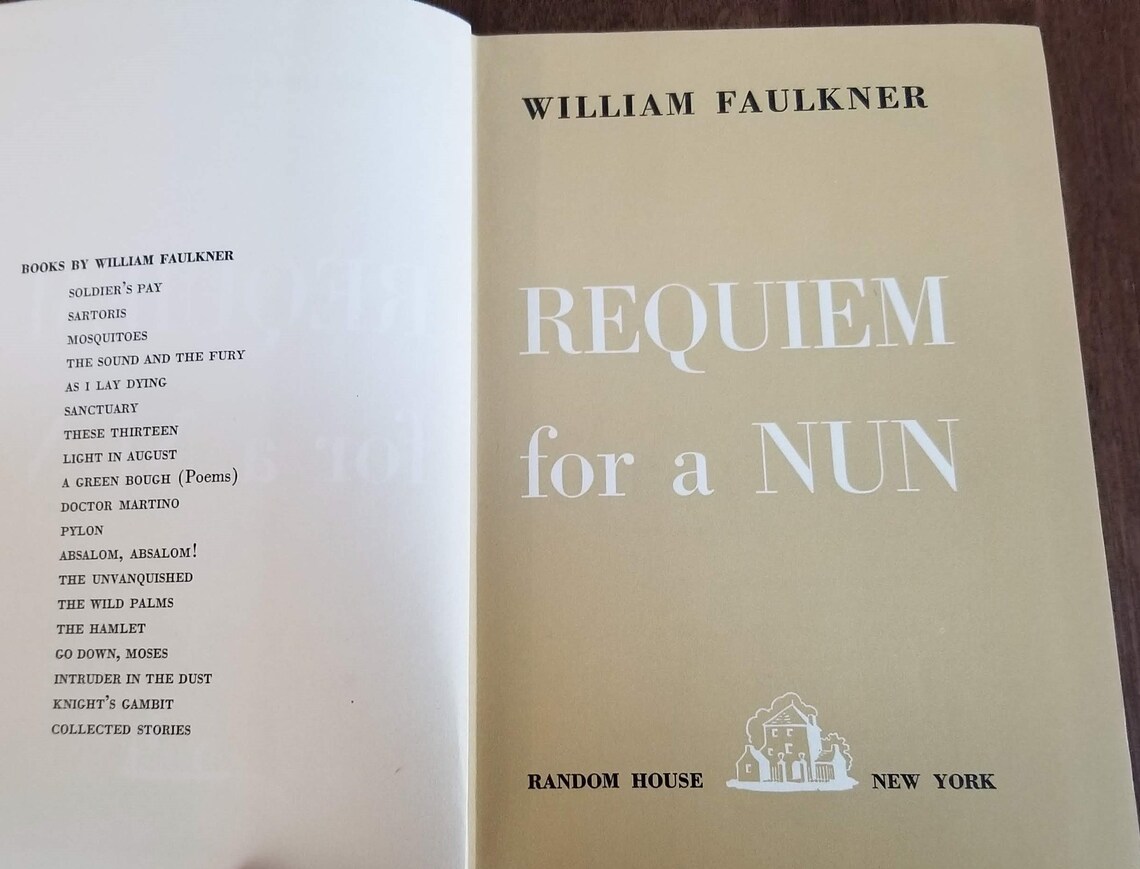 BOOKS BY WILLIAM FAULKNER
SOLDIER'S PAY
SARTORIS
MOSQUITOES
THE SOUND AND THE FURY
AS I LAY DYING
SANCTUARY
THESE THIRTEEN
LIGHT IN AUGUST
A GREEN BOUGH (Poems)
DOCTOR MARTINO
PYLON
ABSALOM, ABSALOM!
THE UNVANQUISHED
THE WILD PALMS
THE HAMLET
GO DOWN, MOSES
INTRUDER IN THE DUST
KNIGHT'S GAMBIT
COLLECTED STORIES
WILLIAM FAULKNER
REQUIEM
for a NUN
RANDOM HOUSE NEW YORK